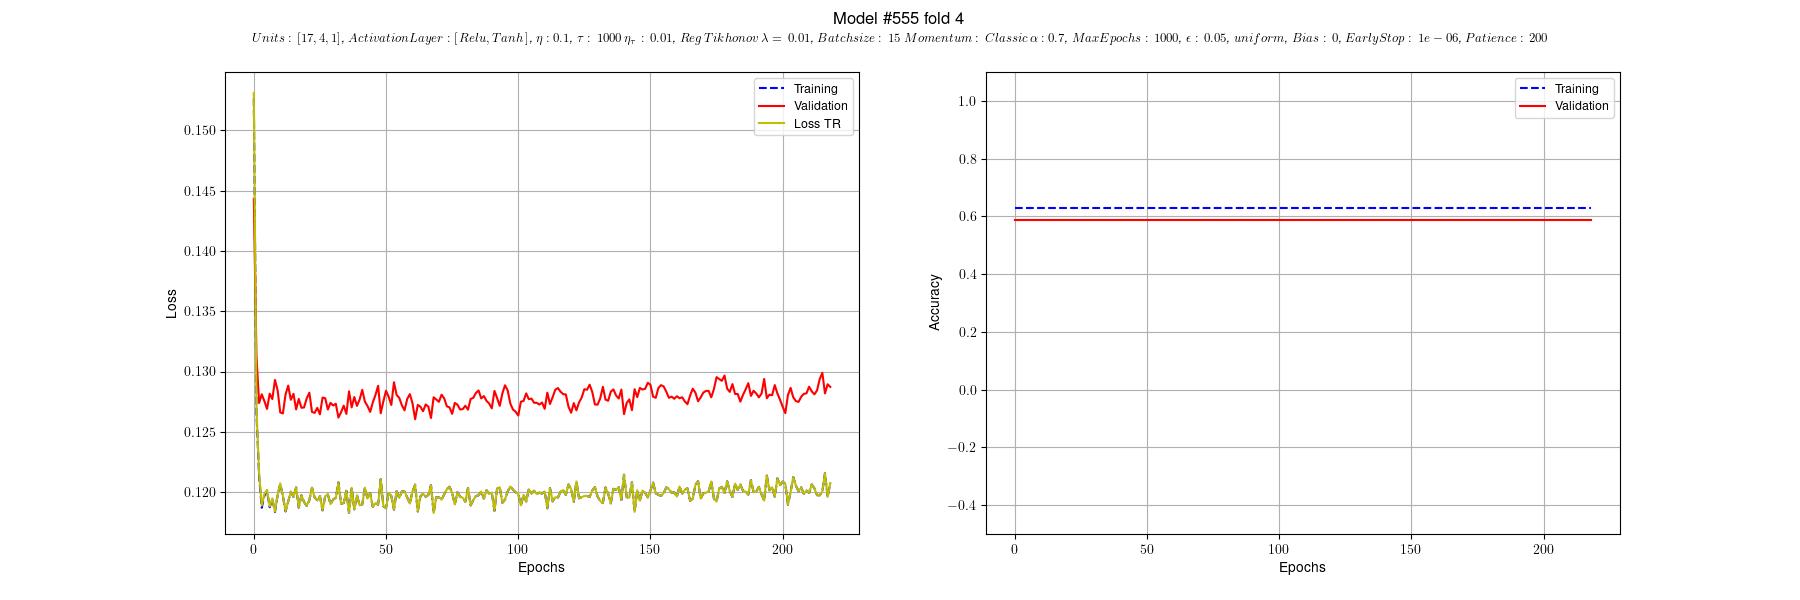 Model #555 fold 4
Units : [17, 4, 1], ActivationLayer : [Relu, Tanh], η : 0.1, τ : 1000 η_τ : 0.01, Reg Tikhonov λ = 0.01, Batchsize : 15 Momentum : Classic α : 0.7, MaxEpochs : 1000, ϵ : 0.05, uniform, Bias : 0, EarlyStop : 1e − 06, Patience : 200
Training
Validation
Loss TR
0.150
0.145
0.140
0.135
0.130
0.125
0.120
Loss
0 50 100 150 200
Epochs
Training
Validation
1.0
0.8
0.6
0.4
0.2
0.0
−0.2
−0.4
Accuracy
0 50 100 150 200
Epochs